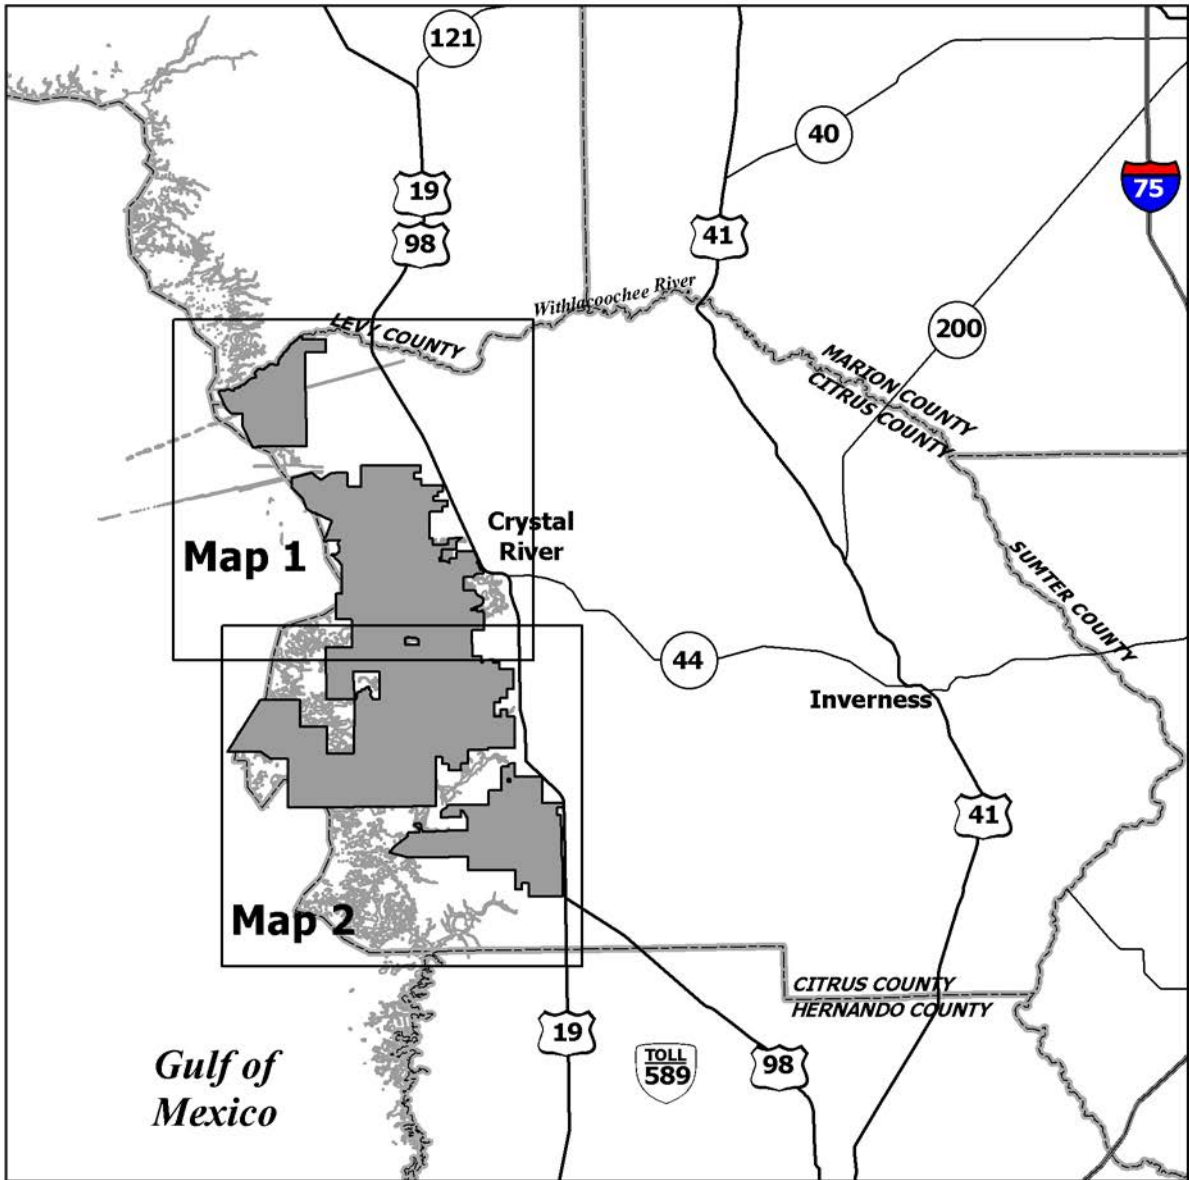 121
40
19
75
98
41
Withlacoochee River
LEVY COUNTY
200
MARION COUNTY
CITRUS COUNTY
Crystal
River
Map 1
SUMTER COUNTY
44
Inverness
41
Map 2
CITRUS COUNTY
HERNANDO COUNTY
19
TOLL
589
98
Gulf of
Mexico